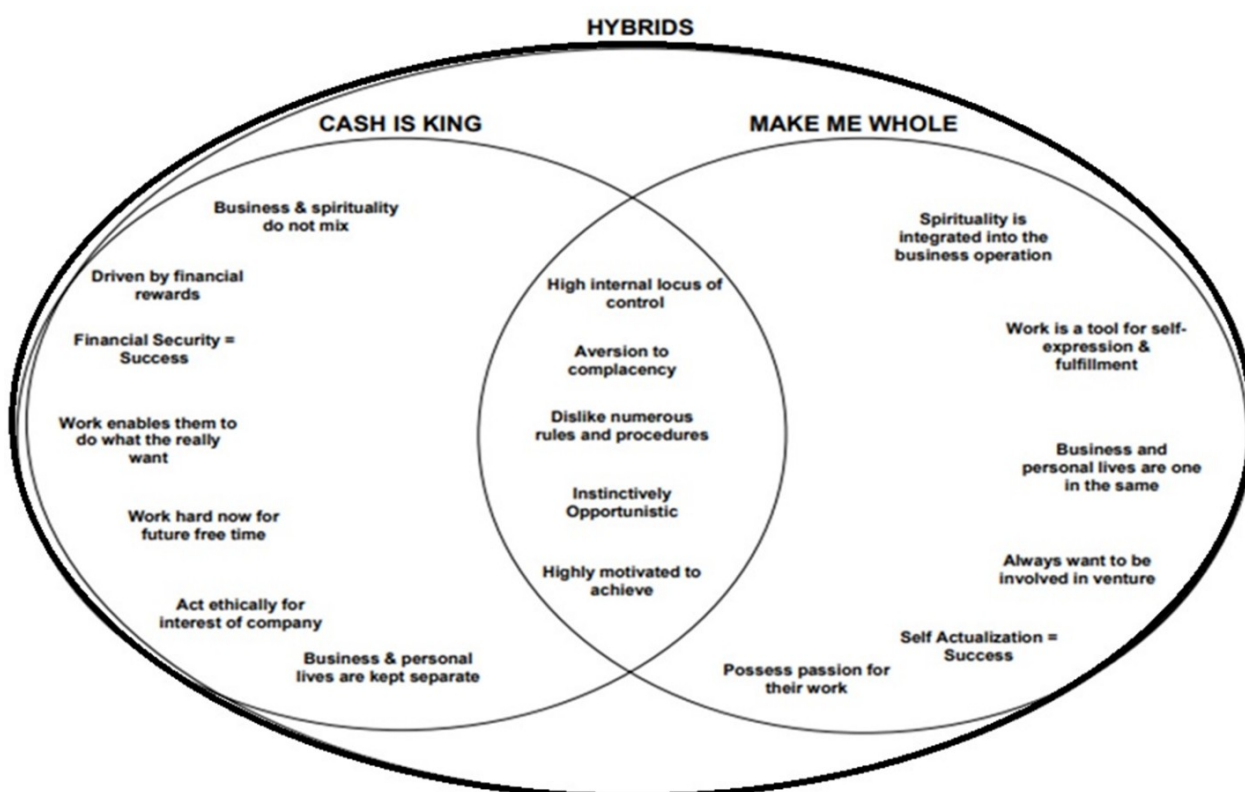 HYBRIDS
CASH IS KING
MAKE ME WHOLE
Business & spirituality
do not mix
Driven by financial
rewards
Financial Security =
Success
Work enables them to
do what the really
want
Work hard now for
future free time
Act ethically for
interest of company
Business & personal
lives are kept separate
High internal locus of
control
Aversion to
complacency
Dislike numerous
rules and procedures
Instinctively
Opportunistic
Highly motivated to
achieve
Spirituality is
integrated into the
business operation
Work is a tool for self-
expression &
fulfillment
Business and
personal lives are one
in the same
Always want to be
involved in venture
Self Actualization =
Success
Possess passion for
their work